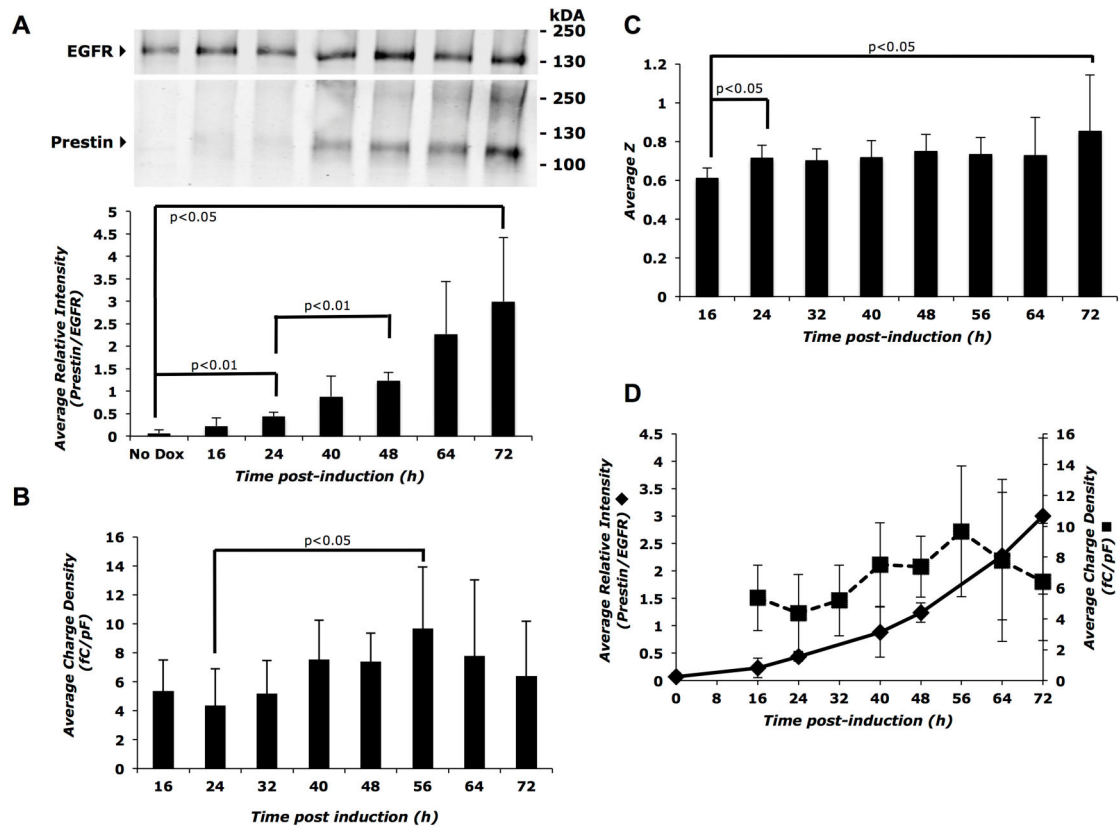 A
kDA
EGFR
- 250
- 130
Prestin
- 250
- 130
- 100
Average Relative Intensity
(Prestin/EGFR)
5
4.5
4
3.5
3
2.5
2
1.5
1
0.5
0
p<0.05
p<0.01
p<0.01
No Dox 16 24 40 48 64 72
Time post-induction (h)
B
Average Charge Density
(fC/pF)
16
14
12
10
8
6
4
2
0
p<0.05
16 24 32 40 48 56 64 72
Time post induction (h)
C
Average Z
1.2
1
0.8
0.6
0.4
0.2
0
p<0.05
p<0.05
16 24 32 40 48 56 64 72
Time post-induction (h)
D
Average Relative Intensity
(Prestin/EGFR)
4.5
4
3.5
3
2.5
2
1.5
1
0.5
0
16
14
12
10
8
6
4
2
0
Average Charge Density
(fC/pF)
0 8 16 24 32 40 48 56 64 72
Time post-induction (h)